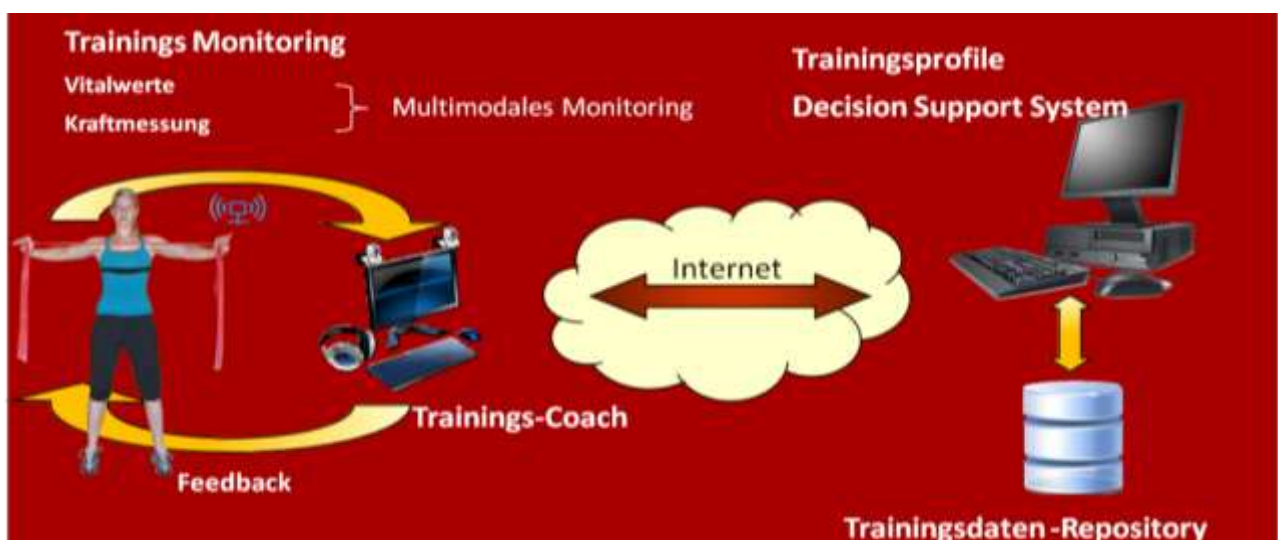 Trainings Monitoring
Vitalwerte
Kraftmessung
Multimodales Monitoring
Trainingsprofile
Decision Support System
Internet
Trainings-Coach
Feedback
Trainingsdaten -Repository